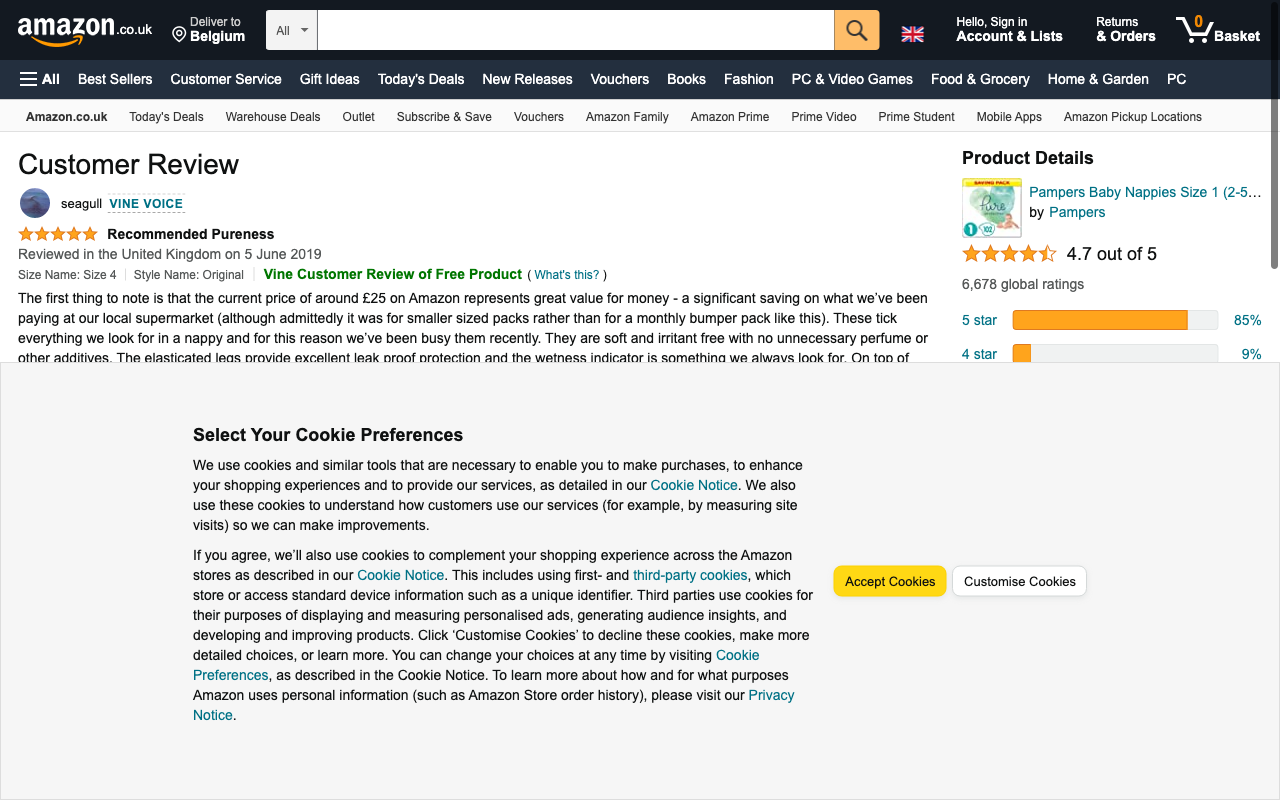 amazon.co.uk
Deliver to
Belgium
All
Hello, Sign in
Account & Lists
Returns
& Orders
0
Basket
All Best Sellers Customer Service Gift Ideas Today's Deals New Releases Vouchers Books Fashion PC & Video Games Food & Grocery Home & Garden PC
Amazon.co.uk Today's Deals Warehouse Deals Outlet Subscribe & Save Vouchers Amazon Family Amazon Prime Prime Video Prime Student Mobile Apps Amazon Pickup Locations
Customer Review
seagull VINE VOICE
Recommended Pureness
Reviewed in the United Kingdom on 5 June 2019
Size Name: Size 4 Style Name: Original Vine Customer Review of Free Product ( What's this? )
The first thing to note is that the current price of around £25 on Amazon represents great value for money - a significant saving on what we’ve been
paying at our local supermarket (although admittedly it was for smaller sized packs rather than for a monthly bumper pack like this). These tick
everything we look for in a nappy and for this reason we’ve been busy them recently. They are soft and irritant free with no unnecessary perfume or
other additives. The elasticated legs provide excellent leak proof protection and the wetness indicator is something we always look for. On top of
Product Details
SAVING PACK
Pure
1
102
Pampers Baby Nappies Size 1 (2-5…
by Pampers
4.7 out of 5
6,678 global ratings
5 star 85%
4 star 9%
Select Your Cookie Preferences
We use cookies and similar tools that are necessary to enable you to make purchases, to enhance
your shopping experiences and to provide our services, as detailed in our Cookie Notice. We also
use these cookies to understand how customers use our services (for example, by measuring site
visits) so we can make improvements.
If you agree, we’ll also use cookies to complement your shopping experience across the Amazon
stores as described in our Cookie Notice. This includes using first- and third-party cookies, which
store or access standard device information such as a unique identifier. Third parties use cookies for
their purposes of displaying and measuring personalised ads, generating audience insights, and
developing and improving products. Click ‘Customise Cookies’ to decline these cookies, make more
detailed choices, or learn more. You can change your choices at any time by visiting Cookie
Preferences, as described in the Cookie Notice. To learn more about how and for what purposes
Amazon uses personal information (such as Amazon Store order history), please visit our Privacy
Notice.
Accept Cookies
Customise Cookies